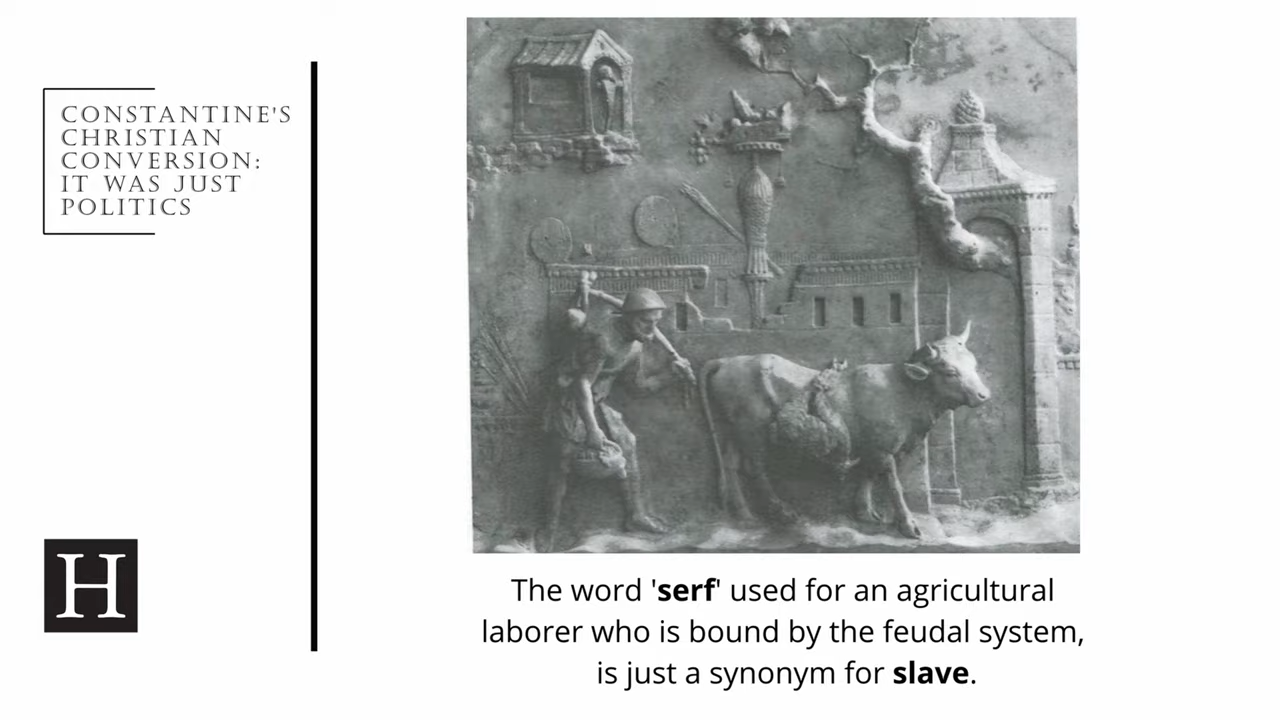 CONSTANTINE'S
CHRISTIAN
CONVERSION:
IT WAS JUST
POLITICS
H
The word 'serf' used for an agricultural
laborer who is bound by the feudal system,
is just a synonym for slave.